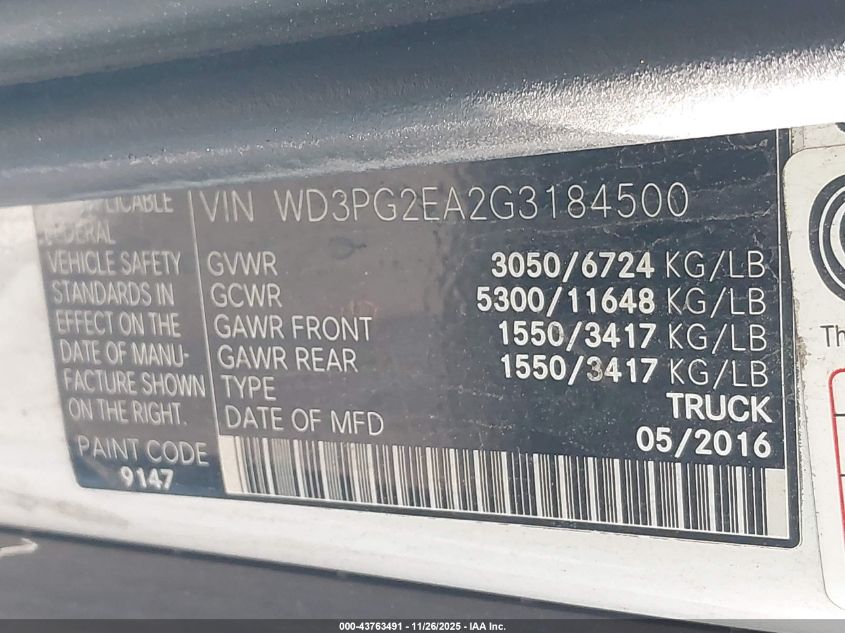 VIN WD3PG2EA2G3184500
FEDERAL
VEHICLE SAFETY
STANDARDS IN
EFFECT ON THE
DATE OF MANU-
FACTURE SHOWN
ON THE RIGHT.
PAINT CODE
9147
GVWR 3050/6724 KG/LB
GCWR 5300/11648 KG/LB
GAWR FRONT 1550/3417 KG/LB
GAWR REAR 1550/3417 KG/LB
TYPE TRUCK
DATE OF MFD 05/2016
000-43763491 - 11/26/2025 - IAA Inc.